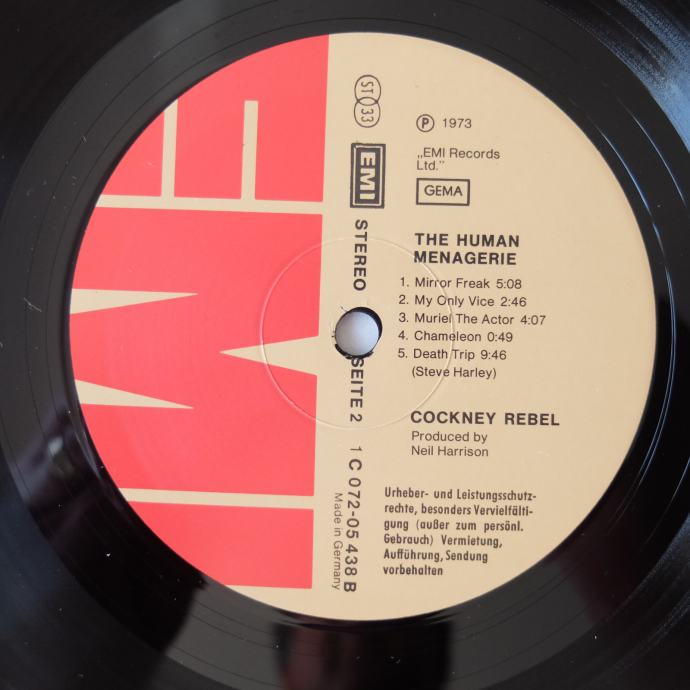 ST 33
EMI
STEREO SEITE 2 1 C 072-05 438 B
Made in Germany
Ⓟ 1973
„EMI Records
Ltd.”
GEMA
THE HUMAN
MENAGERIE
1. Mirror Freak 5:08
2. My Only Vice 2:46
3. Muriel The Actor 4:07
4. Chameleon 0:49
5. Death Trip 9:46
(Steve Harley)
COCKNEY REBEL
Produced by
Neil Harrison
Urheber- und Leistungsschutz-
rechte, besonders Vervielfälti-
gung (außer zum persönl.
Gebrauch) Vermietung,
Aufführung, Sendung
vorbehalten